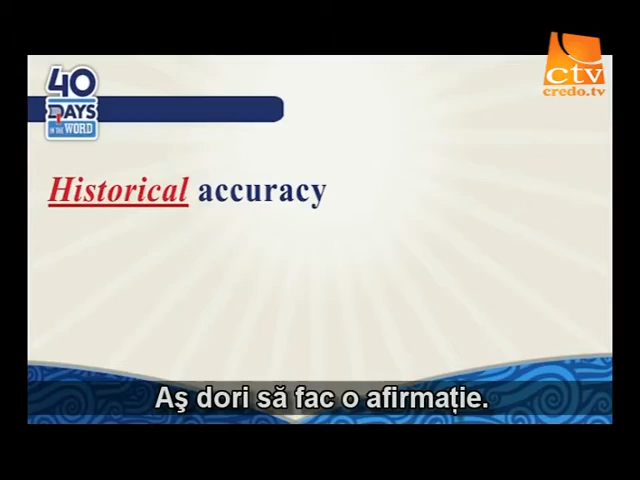 ctv
credo.tv
40
DAYS
IN THE WORD
Historical accuracy
Aş dori să fac o afirmaţie.